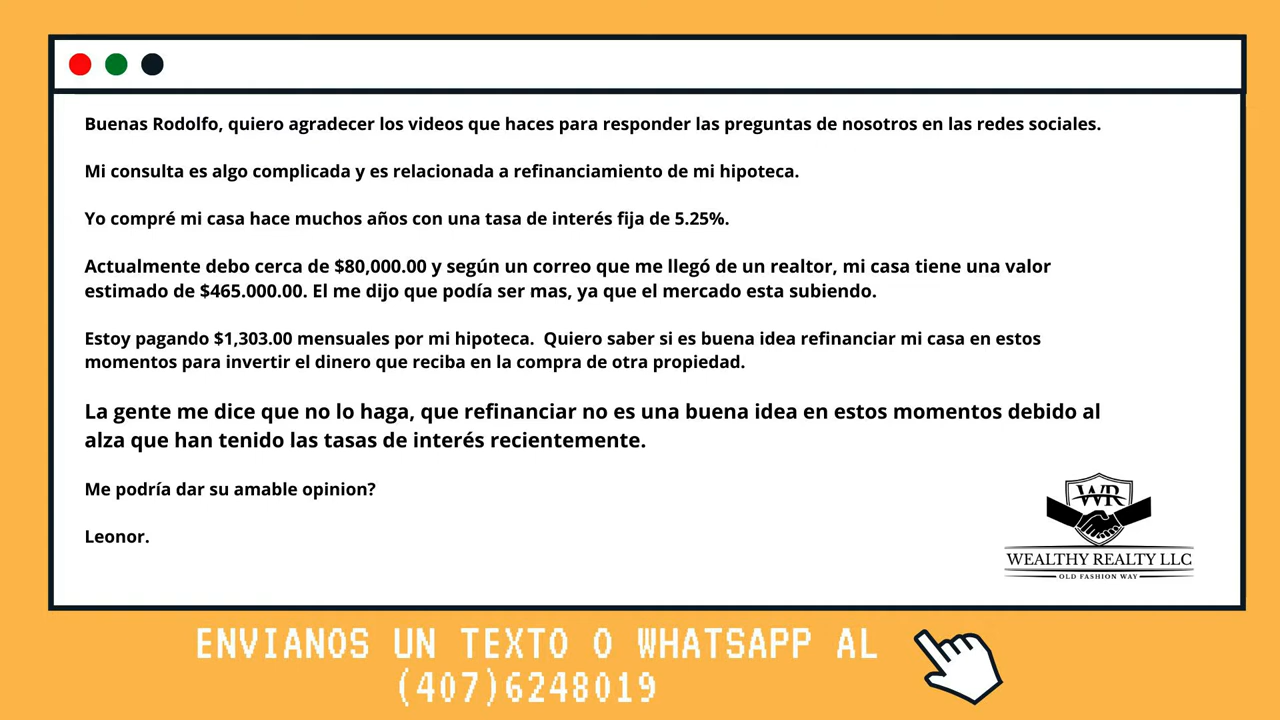 Buenas Rodolfo, quiero agradecer los videos que haces para responder las preguntas de nosotros en las redes sociales.
Mi consulta es algo complicada y es relacionada a refinanciamiento de mi hipoteca.
Yo compré mi casa hace muchos años con una tasa de interés fija de 5.25%.
Actualmente debo cerca de $80,000.00 y según un correo que me llegó de un realtor, mi casa tiene una valor
estimado de $465.000.00. El me dijo que podía ser mas, ya que el mercado esta subiendo.
Estoy pagando $1,303.00 mensuales por mi hipoteca.  Quiero saber si es buena idea refinanciar mi casa en estos
momentos para invertir el dinero que reciba en la compra de otra propiedad.
La gente me dice que no lo haga, que refinanciar no es una buena idea en estos momentos debido al
alza que han tenido las tasas de interés recientemente.
Me podría dar su amable opinion?
Leonor.
WR
WEALTHY REALTY LLC
OLD FASHION WAY
ENVIANOS UN TEXTO O WHATSAPP AL
(407)6248019